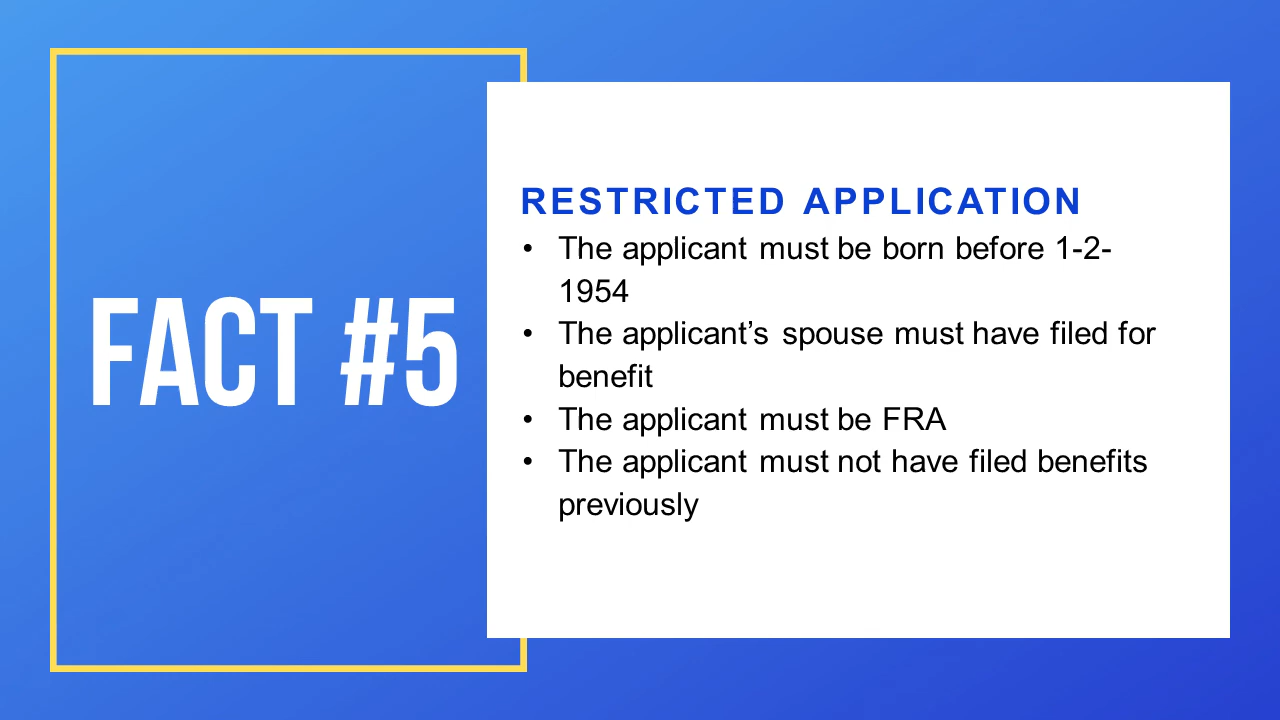 FACT #5
RESTRICTED APPLICATION
• The applicant must be born before 1-2-
1954
• The applicant’s spouse must have filed for
benefit
• The applicant must be FRA
• The applicant must not have filed benefits
previously